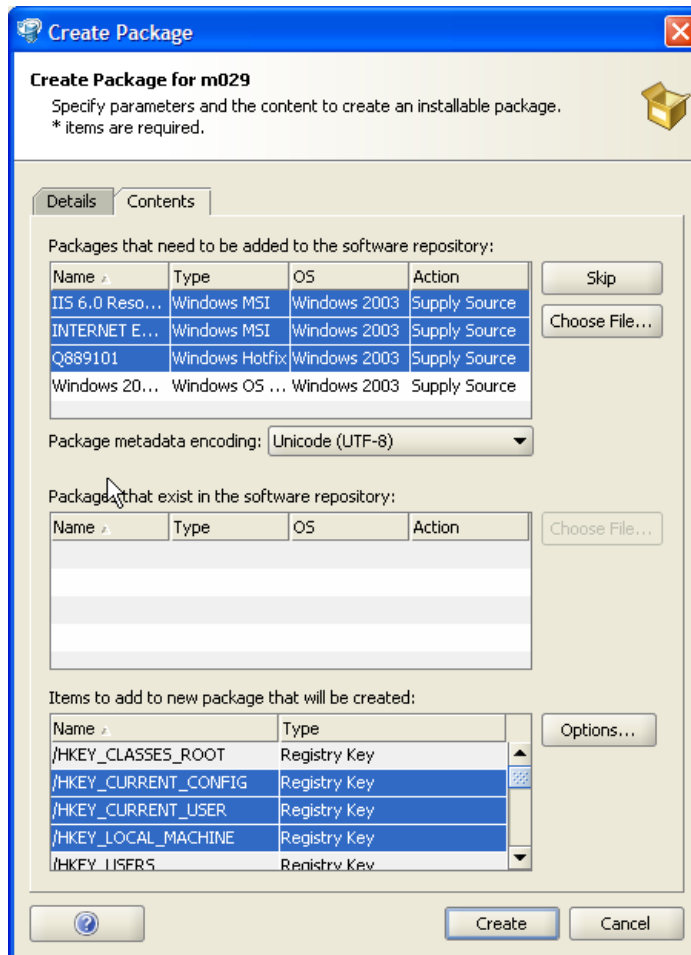 Create Package
Create Package for m029
Specify parameters and the content to create an installable package.
* items are required.
Details Contents
Packages that need to be added to the software repository:
Name Type OS Action Skip
IIS 6.0 Reso... Windows MSI Windows 2003 Supply Source
INTERNET E... Windows MSI Windows 2003 Supply Source Choose File...
Q889101 Windows Hotfix Windows 2003 Supply Source
Windows 20... Windows OS ... Windows 2003 Supply Source
Package metadata encoding: Unicode (UTF-8)
Packages that exist in the software repository:
Name Type OS Action Choose File...
Items to add to new package that will be created:
Name Type Options...
/HKEY_CLASSES_ROOT Registry Key
/HKEY_CURRENT_CONFIG Registry Key
/HKEY_CURRENT_USER Registry Key
/HKEY_LOCAL_MACHINE Registry Key
/HKEY_USERS Registry Key
? Create Cancel